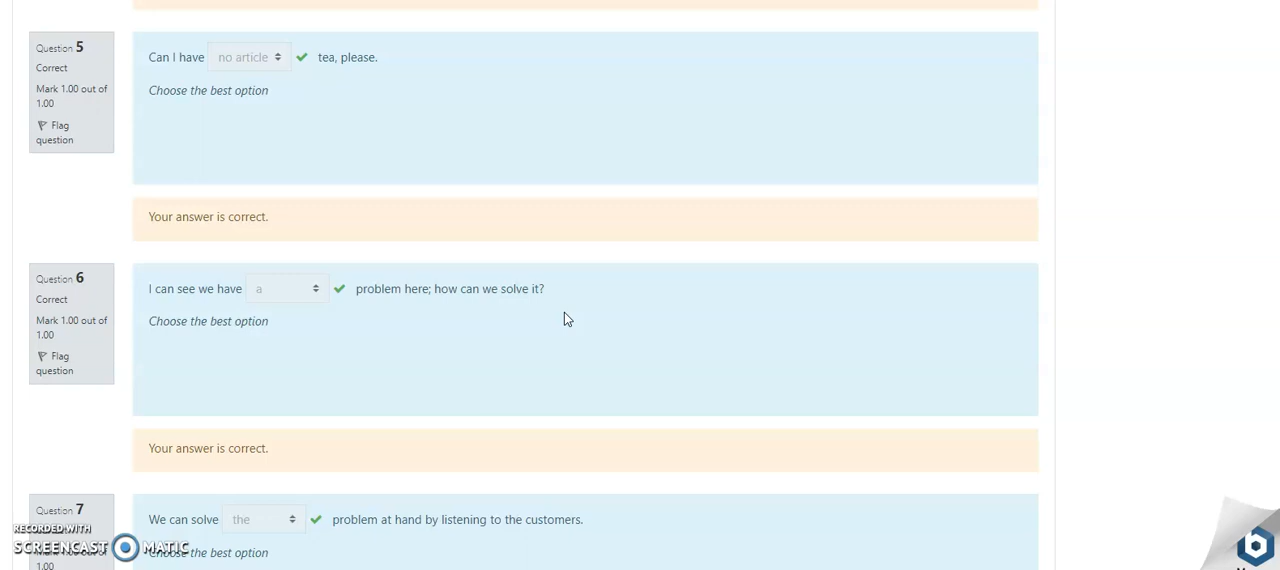 Question 5
Correct
Mark 1.00 out of
1.00
Flag
question
Can I have no article tea, please.
Choose the best option
Your answer is correct.
Question 6
Correct
Mark 1.00 out of
1.00
Flag
question
I can see we have a problem here; how can we solve it?
Choose the best option
Your answer is correct.
Question 7
We can solve the problem at hand by listening to the customers.
Choose the best option
RECORDED WITH
SCREENCAST MATIC
1.00